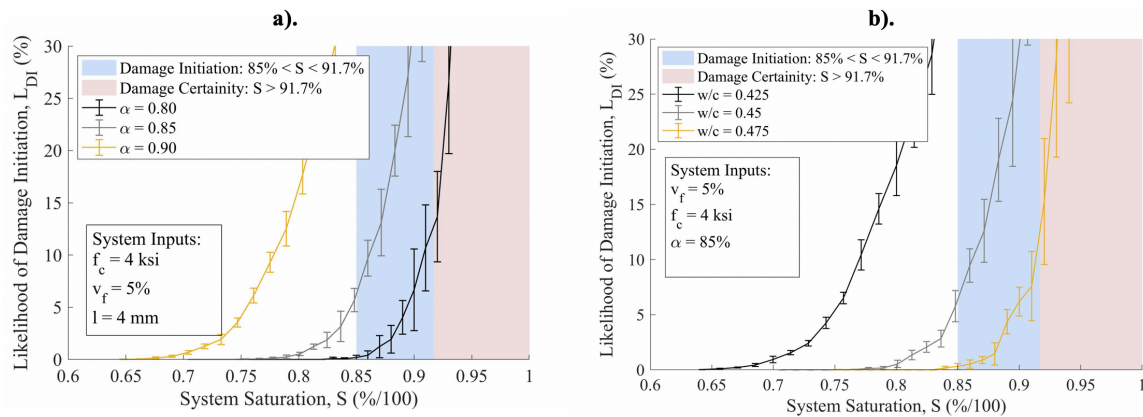 a).
30
25
20
15
10
5
0
Likelihood of Damage Initiation, L_DI (%)
Damage Initiation: 85% < S < 91.7%
Damage Certainity: S > 91.7%
α = 0.80
α = 0.85
α = 0.90
System Inputs:
f_c = 4 ksi
v_f = 5%
l = 4 mm
0.6 0.65 0.7 0.75 0.8 0.85 0.9 0.95 1
System Saturation, S (%/100)
b).
30
25
20
15
10
5
0
Likelihood of Damage Initiation, L_DI (%)
Damage Initiation: 85% < S < 91.7%
Damage Certainity: S > 91.7%
w/c = 0.425
w/c = 0.45
w/c = 0.475
System Inputs:
v_f = 5%
f_c = 4 ksi
α = 85%
0.6 0.65 0.7 0.75 0.8 0.85 0.9 0.95 1
System Saturation, S (%/100)